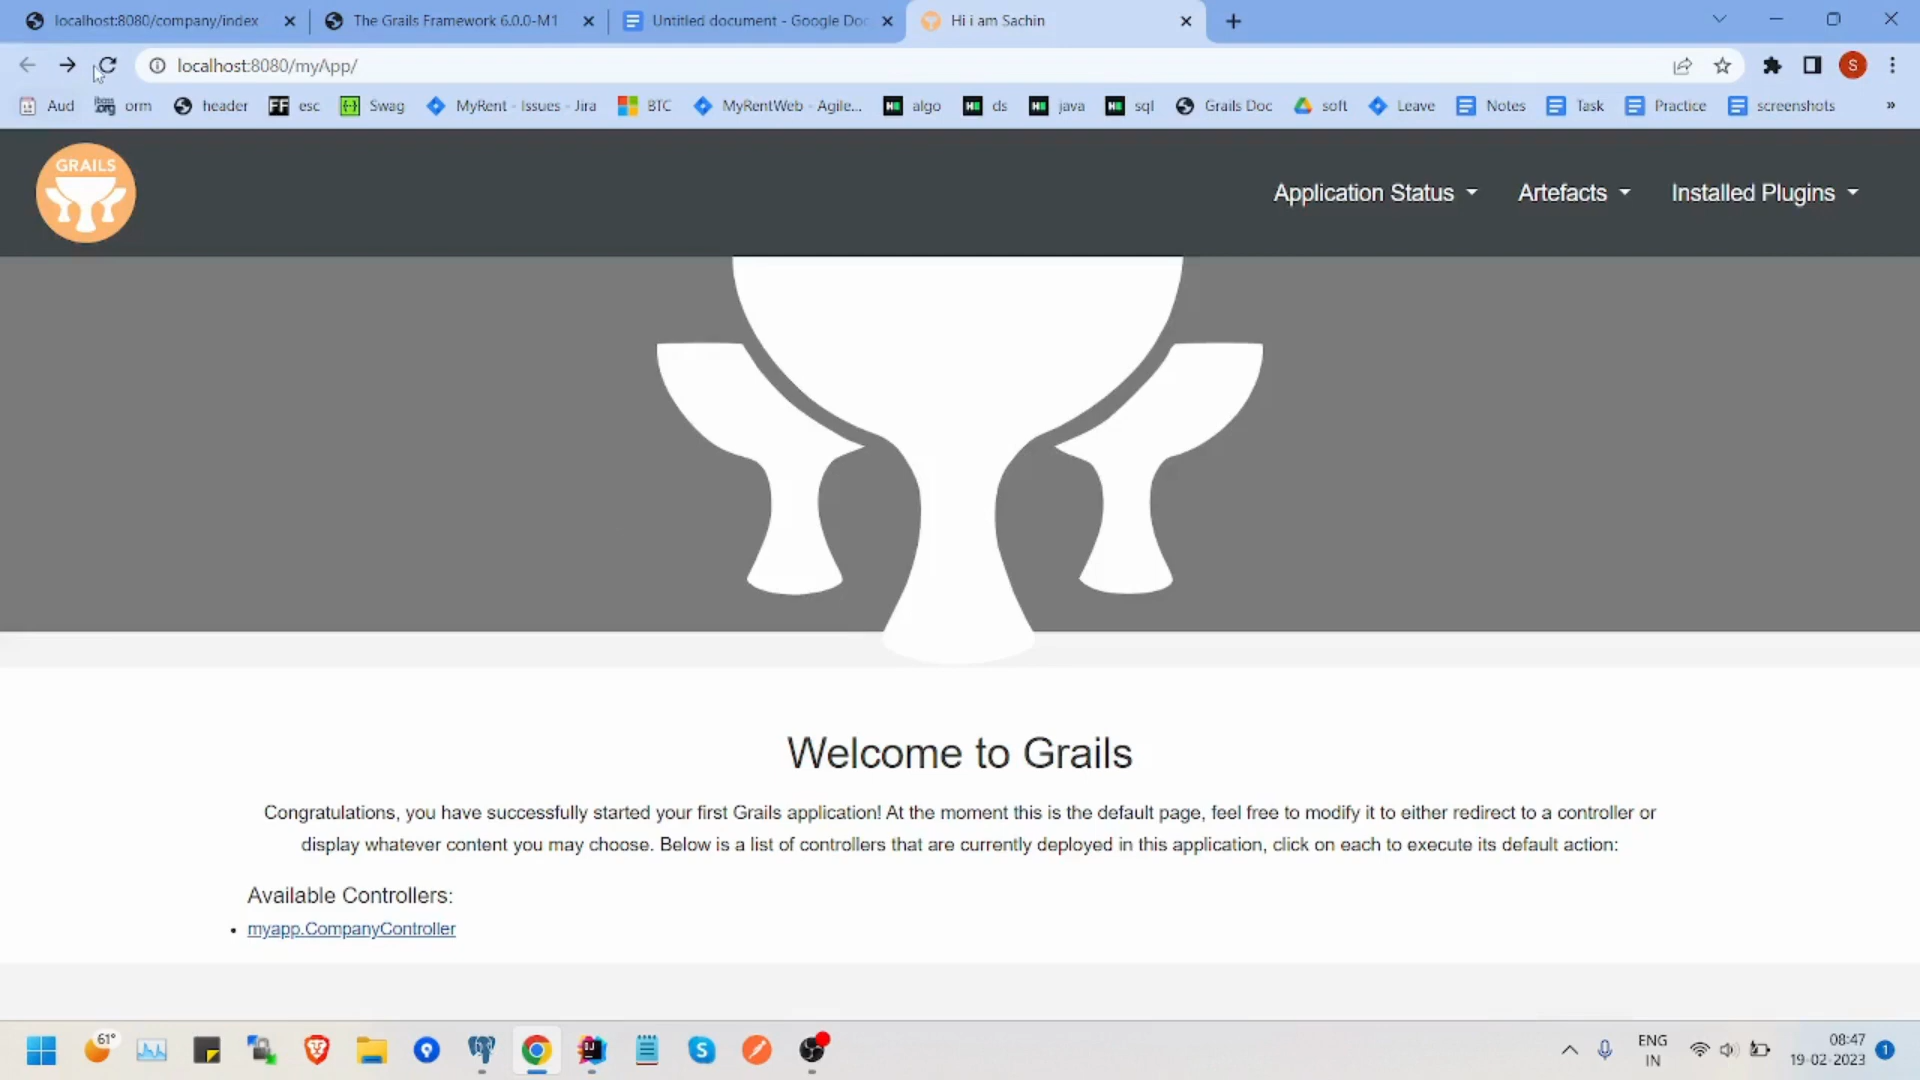 localhost:8080/company/index
The Grails Framework 6.0.0-M1
Untitled document - Google Doc
Hi i am Sachin
localhost:8080/myApp/
S
Aud
jboss.org
orm
header
FF
esc
{-}
Swag
MyRent - Issues - Jira
BTC
MyRentWeb - Agile...
H
algo
H
ds
H
java
H
sql
Grails Doc
soft
Leave
Notes
Task
Practice
screenshots
»
GRAILS
Application Status
Artefacts
Installed Plugins
Welcome to Grails
Congratulations, you have successfully started your first Grails application! At the moment this is the default page, feel free to modify it to either redirect to a controller or
display whatever content you may choose. Below is a list of controllers that are currently deployed in this application, click on each to execute its default action:
Available Controllers:
• myapp.CompanyController
61°
IJ
S
ENG
IN
08:47
19-02-2023
1